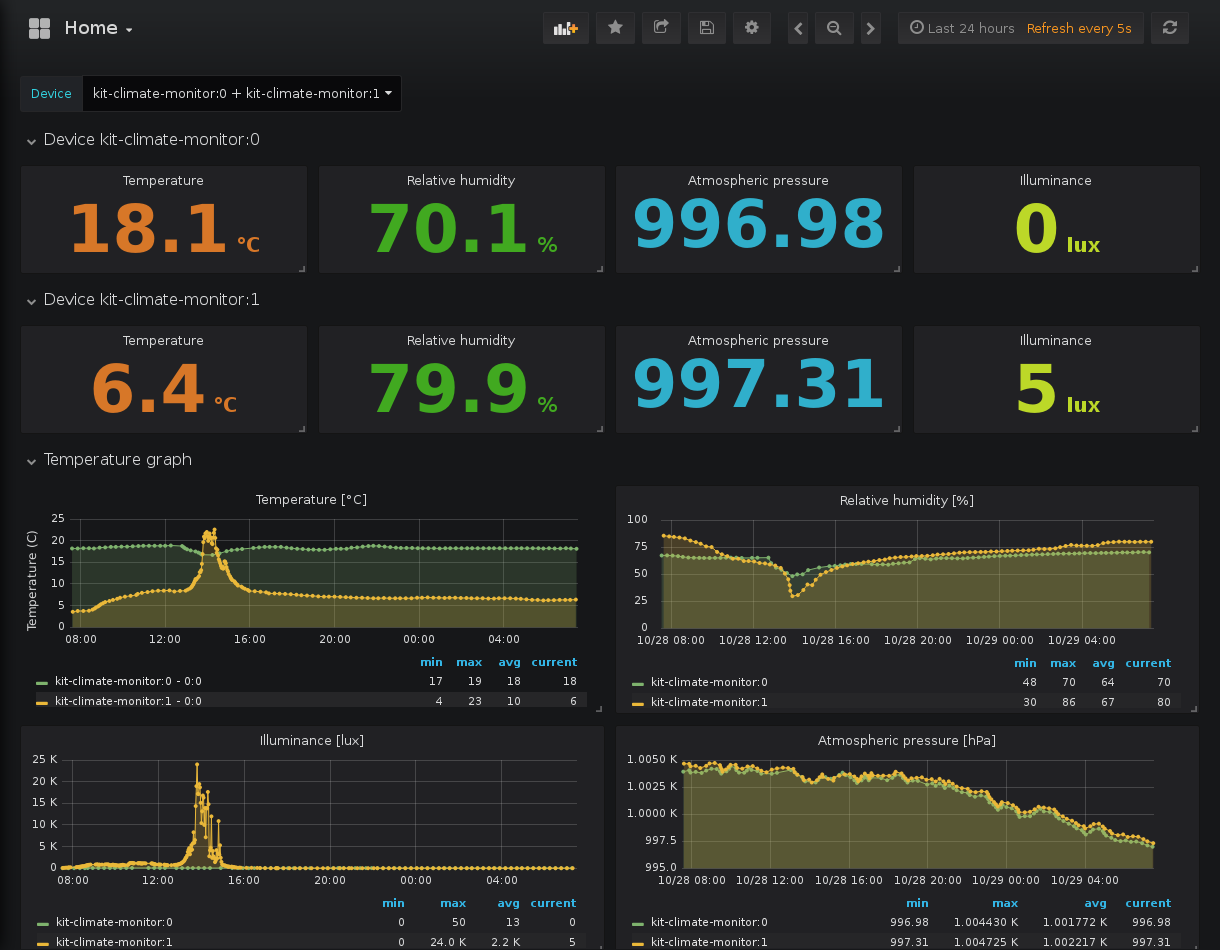 Home
Last 24 hours Refresh every 5s
Device kit-climate-monitor:0 + kit-climate-monitor:1
Device kit-climate-monitor:0
Temperature Relative humidity Atmospheric pressure Illuminance
18.1 °C 70.1 % 996.98 0 lux
Device kit-climate-monitor:1
Temperature Relative humidity Atmospheric pressure Illuminance
6.4 °C 79.9 % 997.31 5 lux
Temperature graph
Temperature [°C]
Temperature (C)
25
20
15
10
5
0
08:00 12:00 16:00 20:00 00:00 04:00
min max avg current
kit-climate-monitor:0 - 0:0 17 19 18 18
kit-climate-monitor:1 - 0:0 4 23 10 6
Relative humidity [%]
100
75
50
25
0
10/28 08:00 10/28 12:00 10/28 16:00 10/28 20:00 10/29 00:00 10/29 04:00
min max avg current
kit-climate-monitor:0 48 70 64 70
kit-climate-monitor:1 30 86 67 80
Illuminance [lux]
25 K
20 K
15 K
10 K
5 K
0
08:00 12:00 16:00 20:00 00:00 04:00
min max avg current
kit-climate-monitor:0 0 50 13 0
kit-climate-monitor:1 0 24.0 K 2.2 K 5
Atmospheric pressure [hPa]
1.0050 K
1.0025 K
1.0000 K
997.5
995.0
10/28 08:00 10/28 12:00 10/28 16:00 10/28 20:00 10/29 00:00 10/29 04:00
min max avg current
kit-climate-monitor:0 996.98 1.004430 K 1.001772 K 996.98
kit-climate-monitor:1 997.31 1.004725 K 1.002217 K 997.31